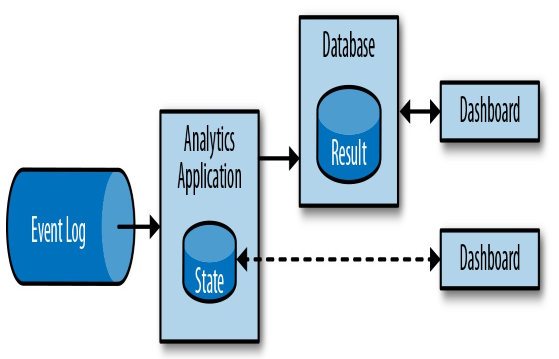 Database
Result
Dashboard
Analytics
Application
State
Event Log
Dashboard